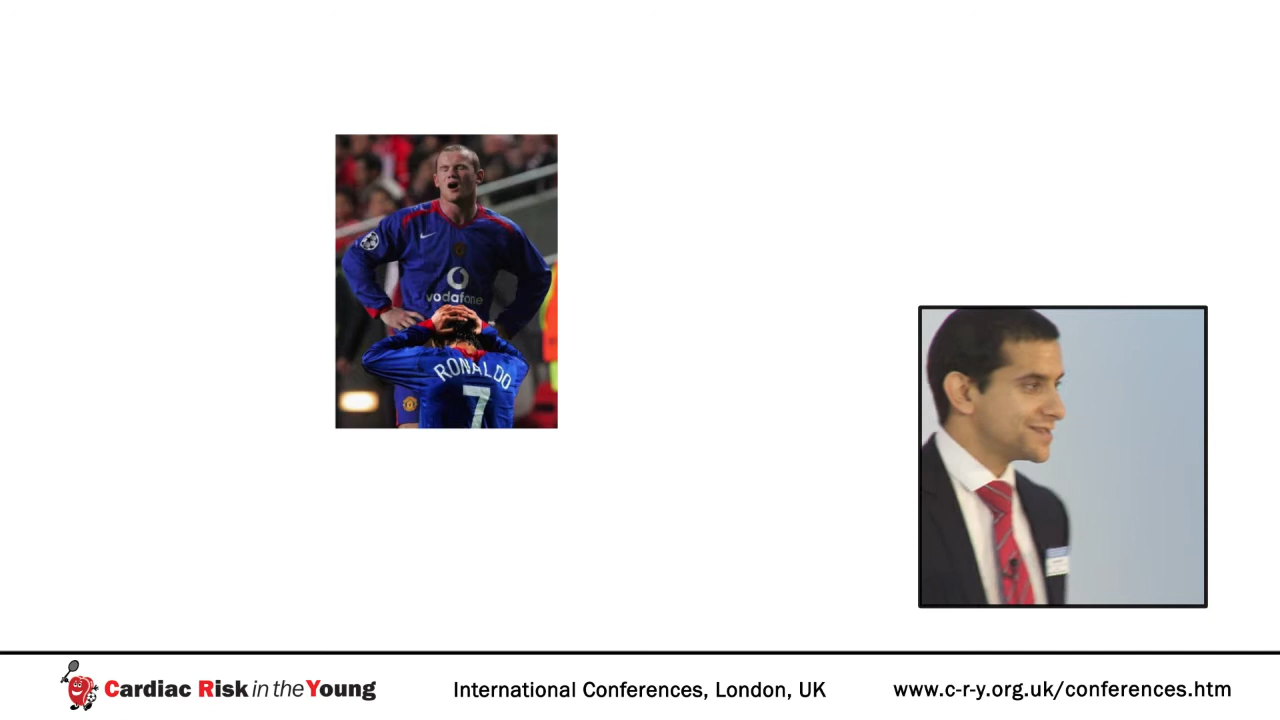 vodafone
RONALDO
7
Cardiac Risk in the Young
International Conferences, London, UK
www.c-r-y.org.uk/conferences.htm